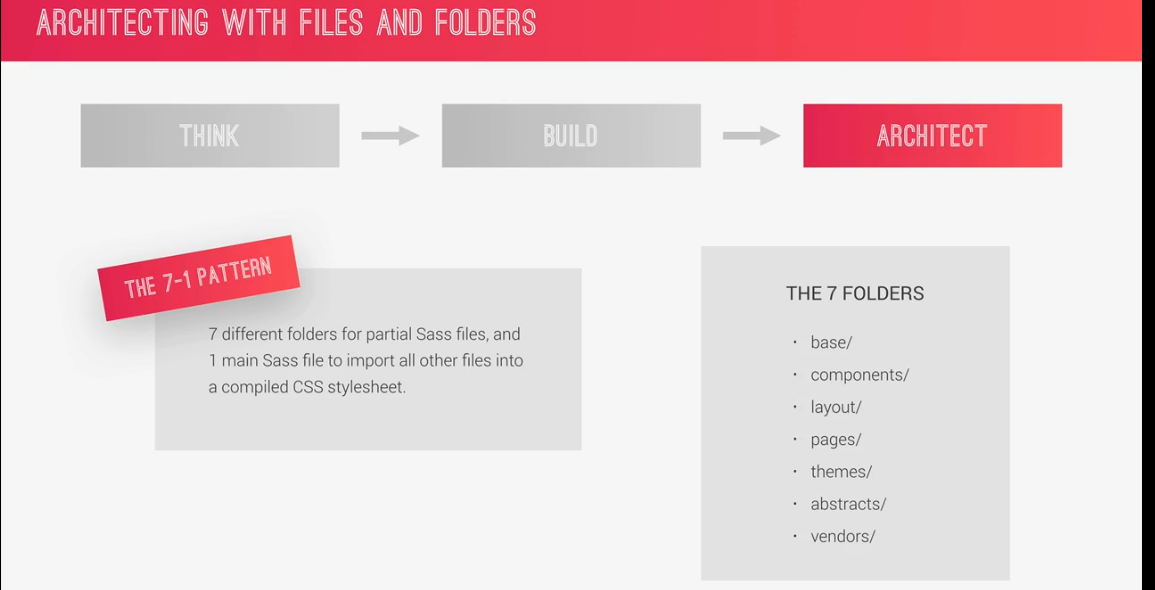 ARCHITECTING WITH FILES AND FOLDERS
THINK
BUILD
ARCHITECT
THE 7-1 PATTERN
7 different folders for partial Sass files, and
1 main Sass file to import all other files into
a compiled CSS stylesheet.
THE 7 FOLDERS
· base/
· components/
· layout/
· pages/
· themes/
· abstracts/
· vendors/